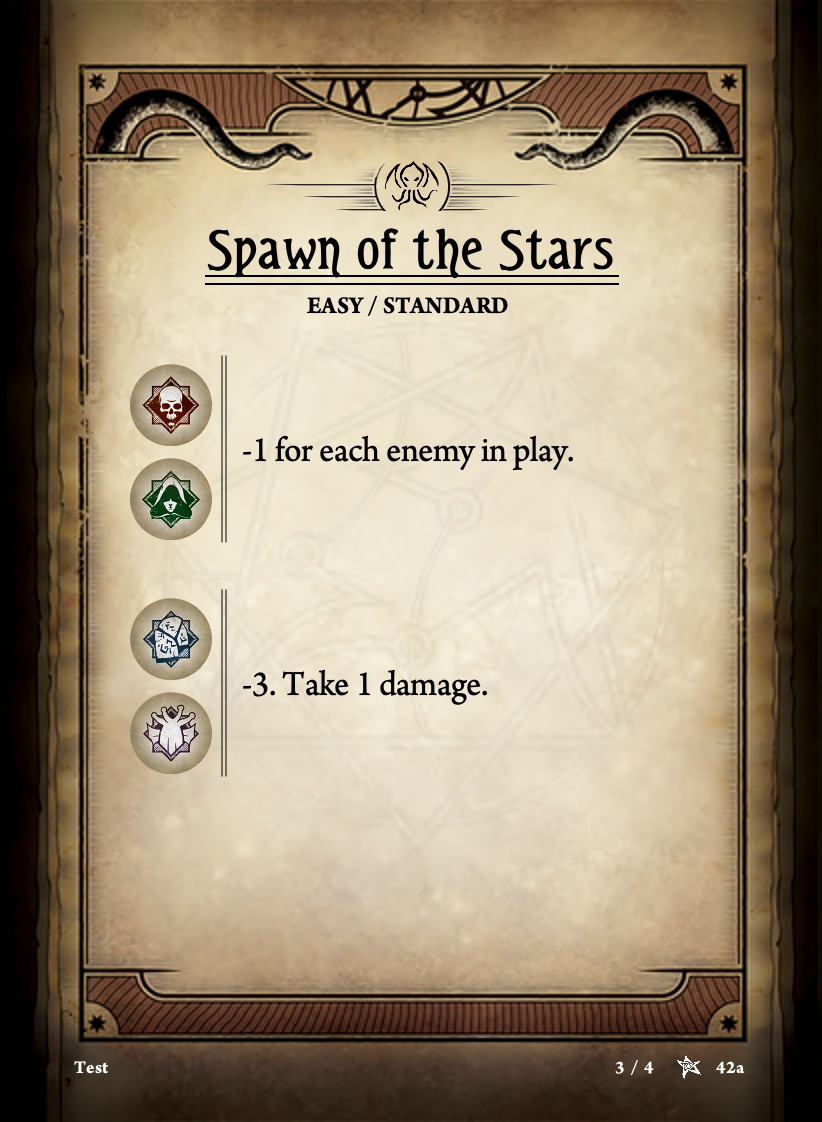 Spawn of the Stars
EASY / STANDARD
-1 for each enemy in play.
-3. Take 1 damage.
Test
3 / 4
42a